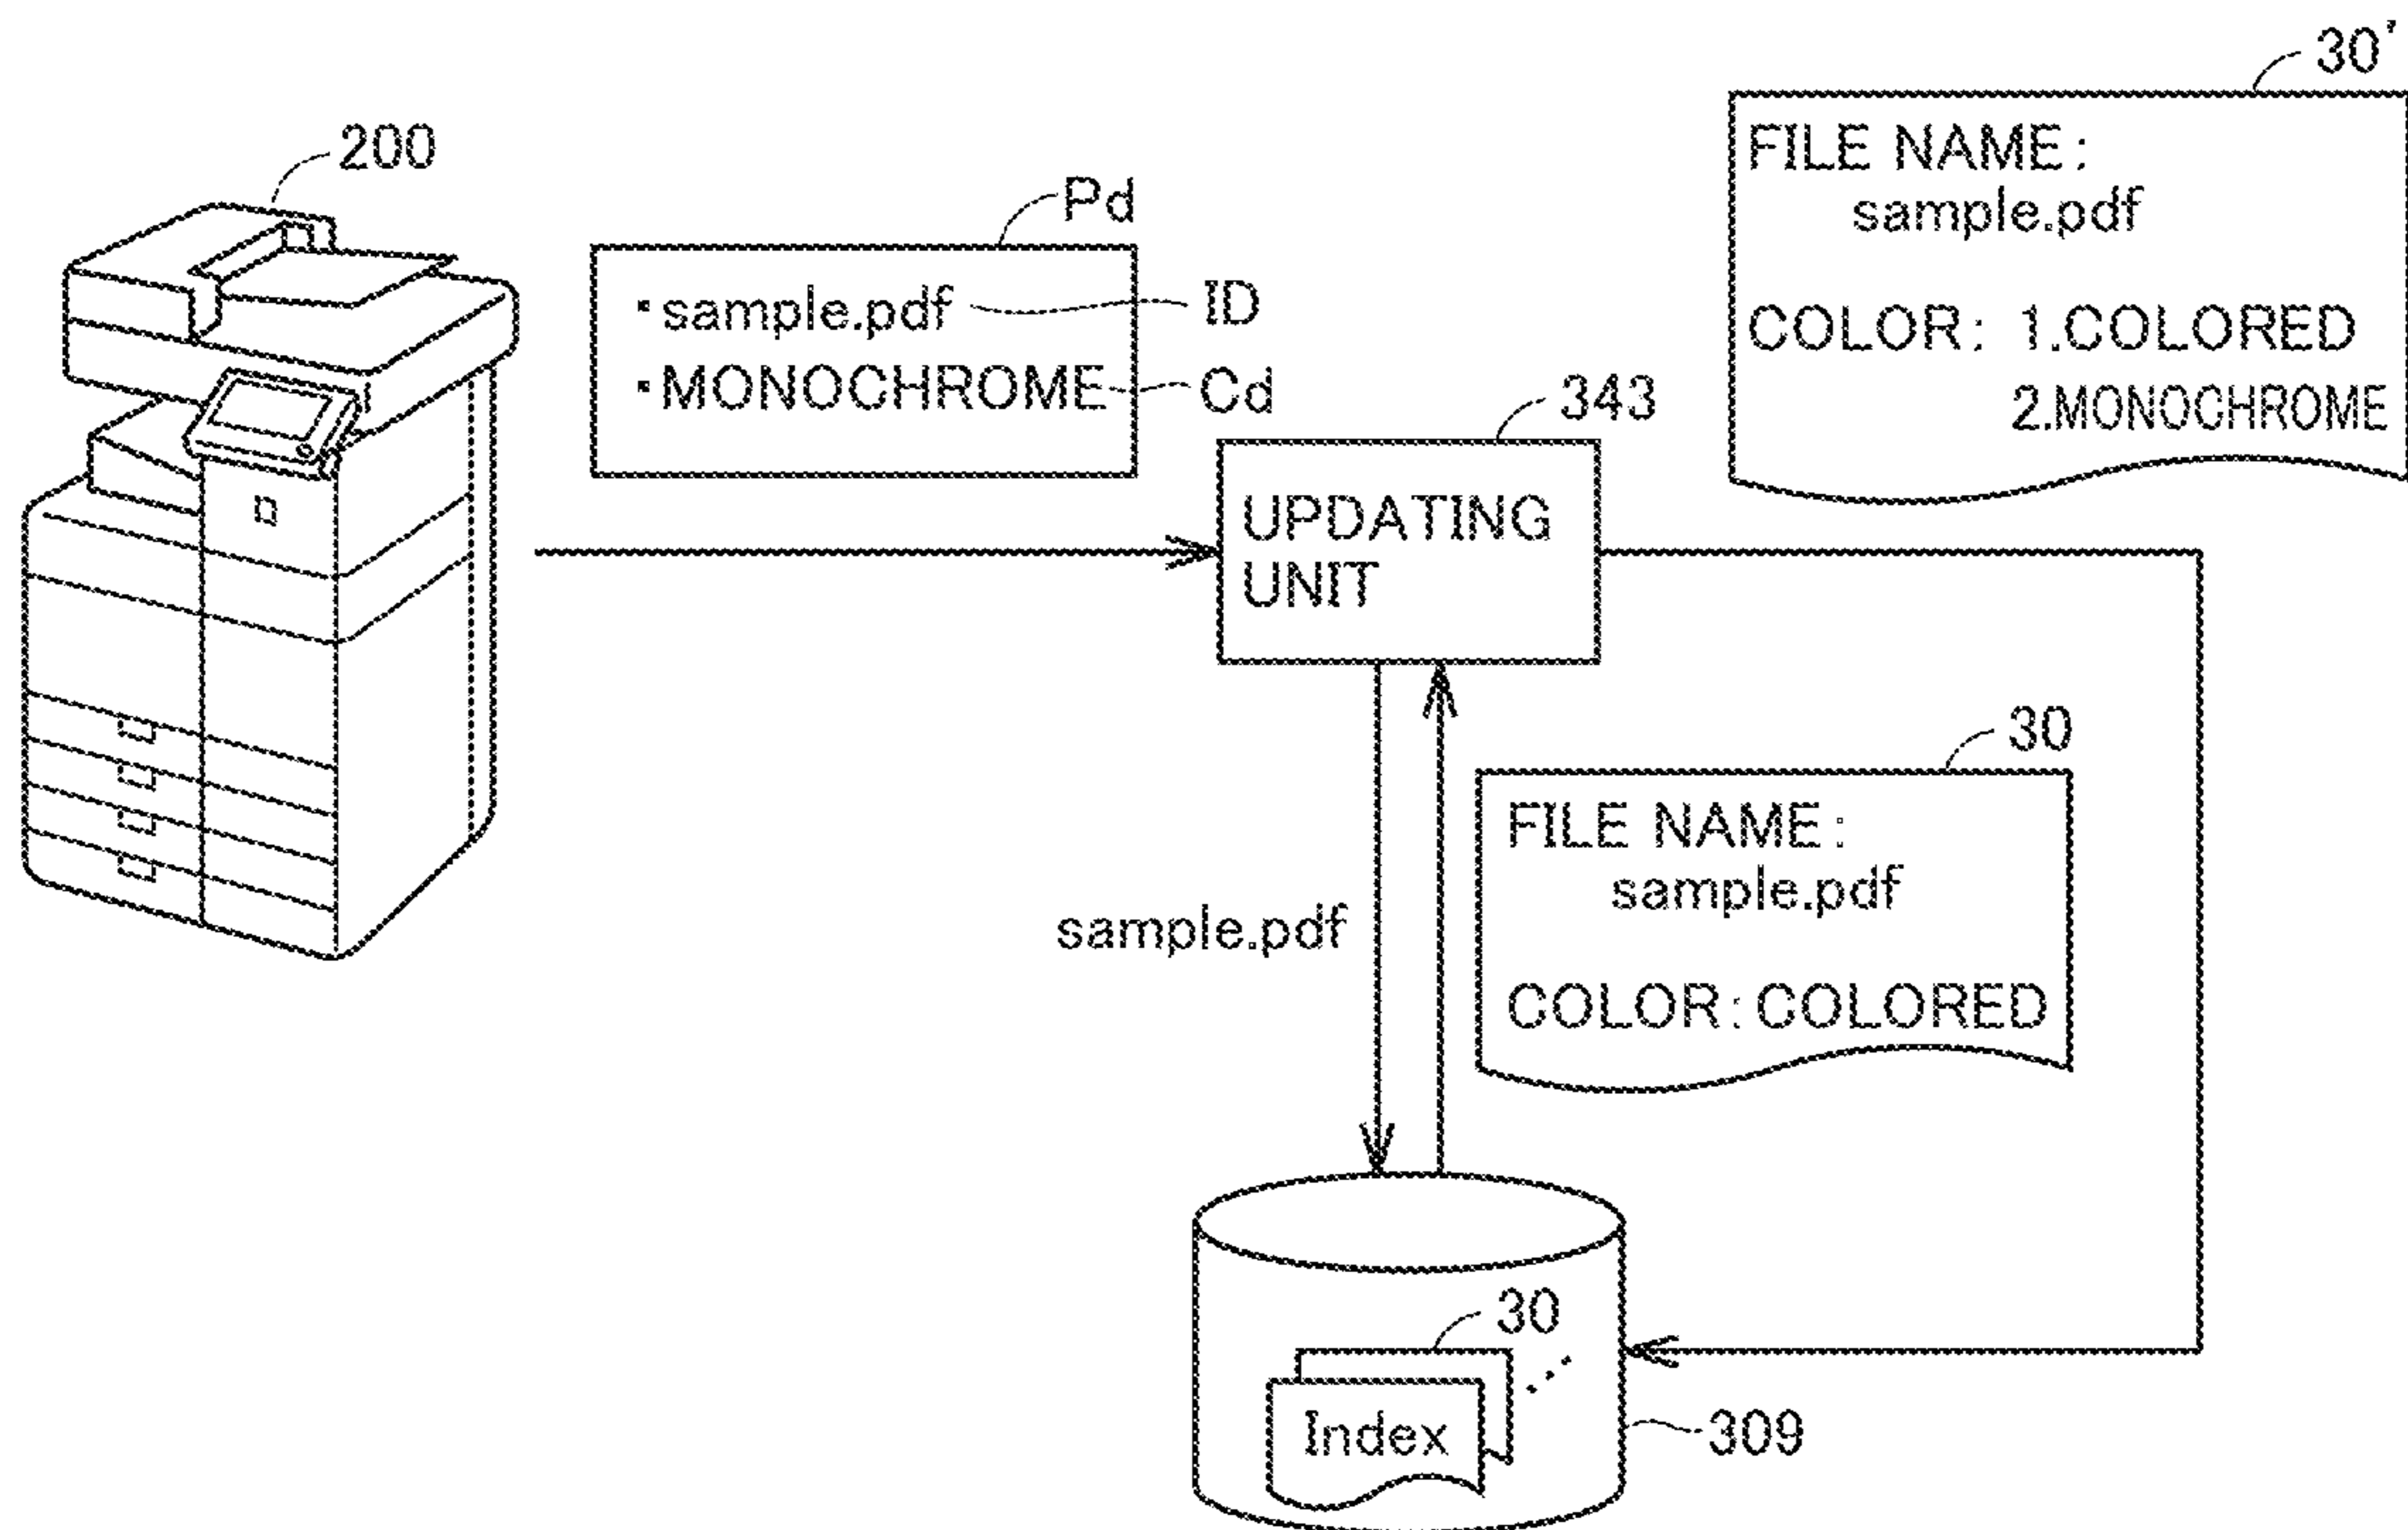 200
Pd
・sample.pdf
ID
・MONOCHROME
Cd
343
UPDATING
UNIT
30'
FILE NAME:
sample.pdf
COLOR: 1.COLORED
2.MONOCHROME
sample.pdf
30
FILE NAME:
sample.pdf
COLOR:COLORED
30
Index
309